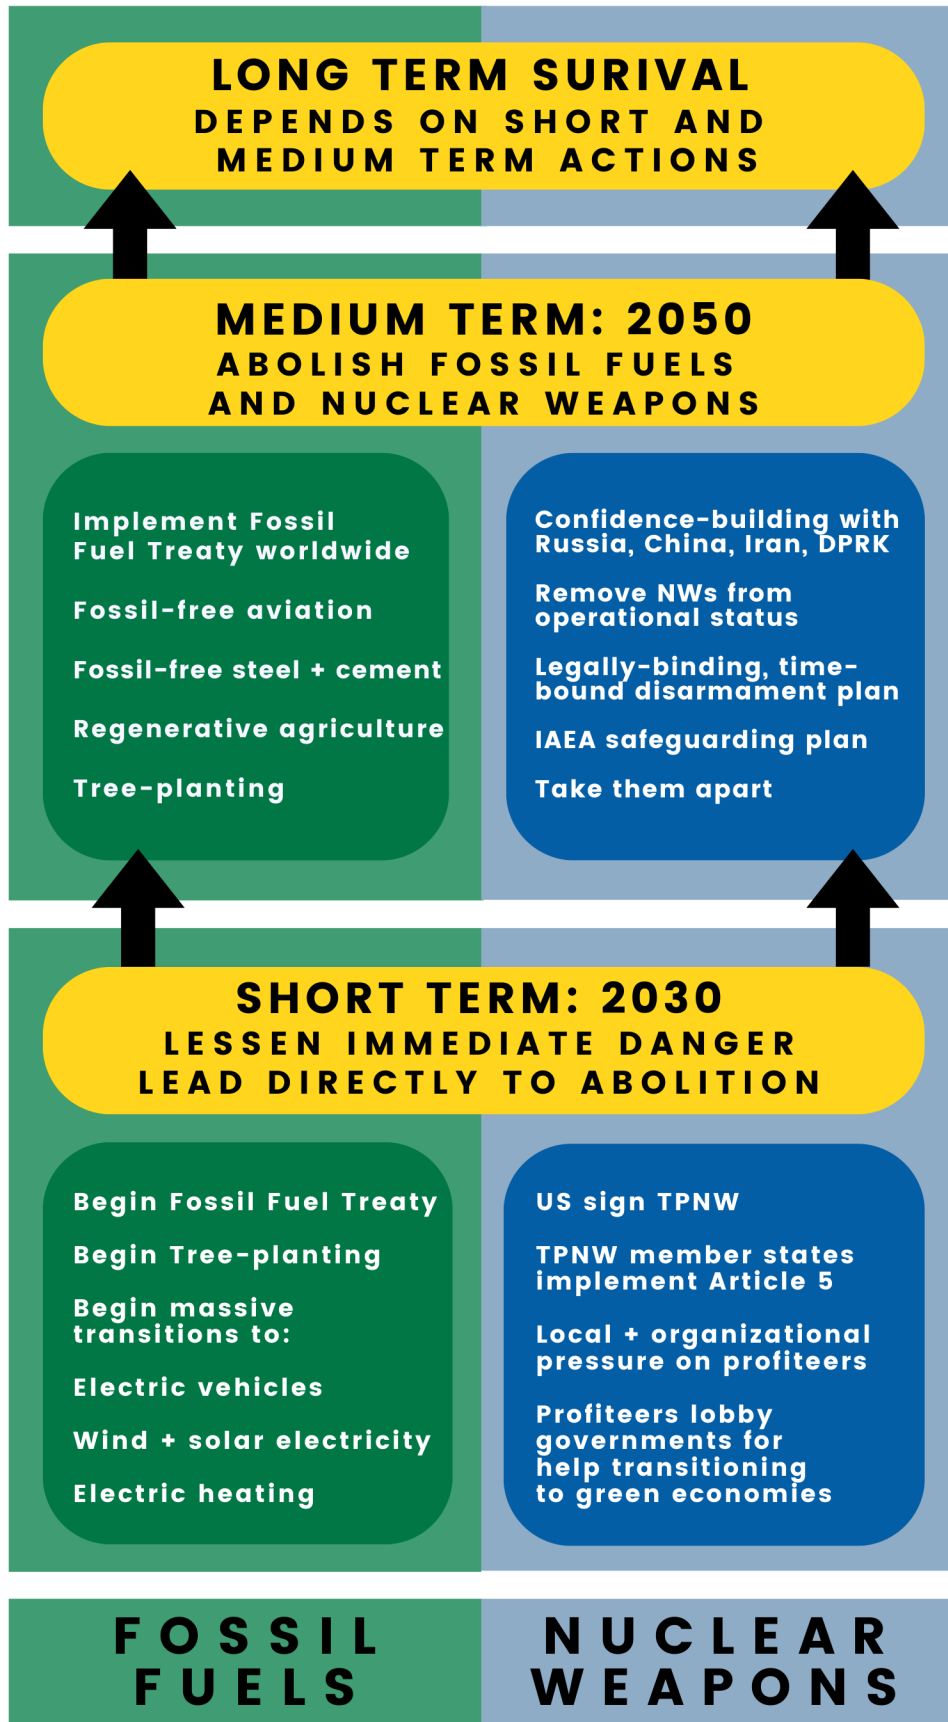 LONG TERM SURIVAL
DEPENDS ON SHORT AND
MEDIUM TERM ACTIONS
MEDIUM TERM: 2050
ABOLISH FOSSIL FUELS
AND NUCLEAR WEAPONS
Implement Fossil
Fuel Treaty worldwide
Fossil-free aviation
Fossil-free steel + cement
Regenerative agriculture
Tree-planting
Confidence-building with
Russia, China, Iran, DPRK
Remove NWs from
operational status
Legally-binding, time-
bound disarmament plan
IAEA safeguarding plan
Take them apart
SHORT TERM: 2030
LESSEN IMMEDIATE DANGER
LEAD DIRECTLY TO ABOLITION
Begin Fossil Fuel Treaty
Begin Tree-planting
Begin massive
transitions to:
Electric vehicles
Wind + solar electricity
Electric heating
US sign TPNW
TPNW member states
implement Article 5
Local + organizational
pressure on profiteers
Profiteers lobby
governments for
help transitioning
to green economies
FOSSIL
FUELS
NUCLEAR
WEAPONS